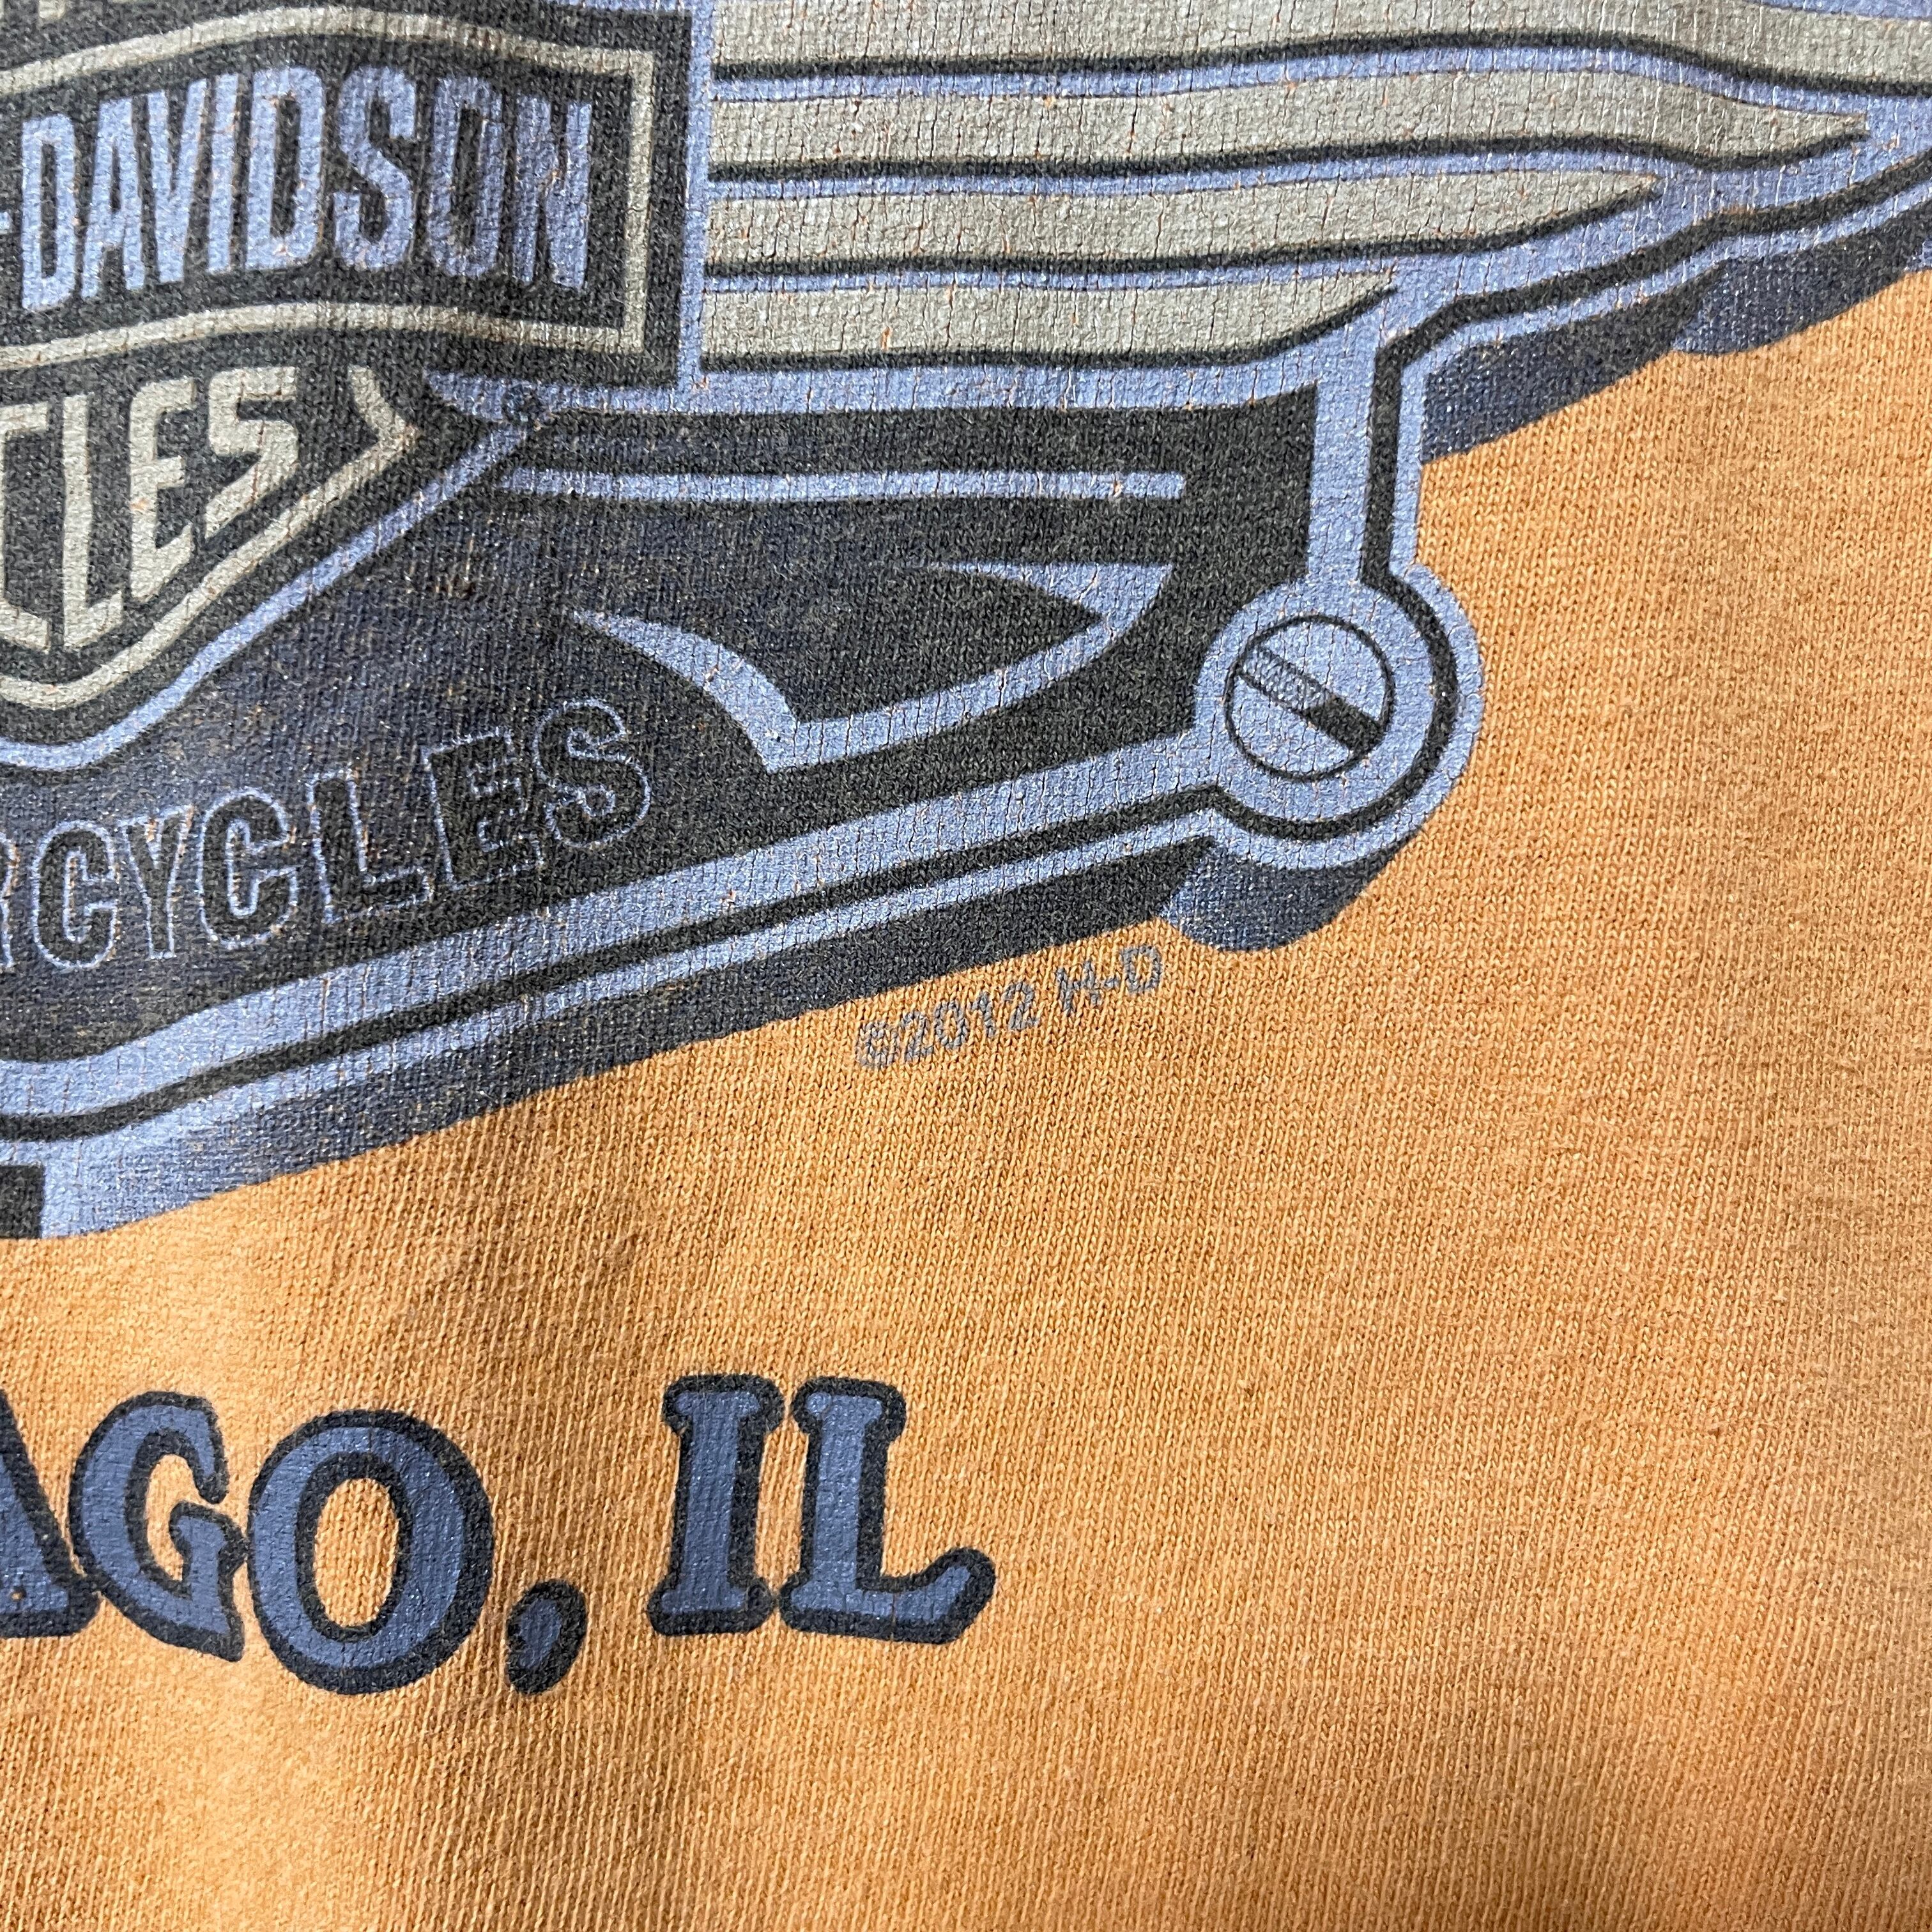 -DAVIDSON
CLES
RCYCLES
©2012 H-D
AGO, IL